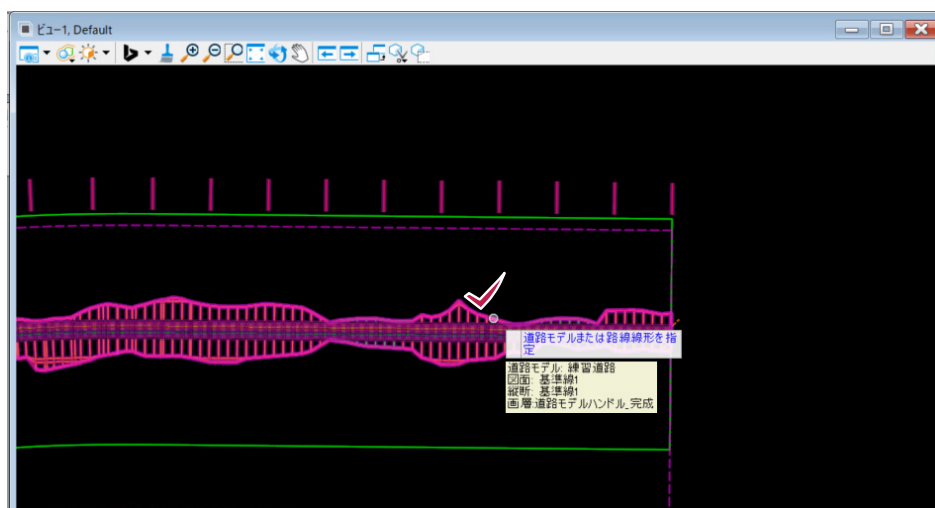 ビュー1, Default
道路モデルまたは路線線形を指
定
道路モデル: 練習道路
図面: 基準線1
縦断: 基準線1
画層:道路モデルハンドル_完成